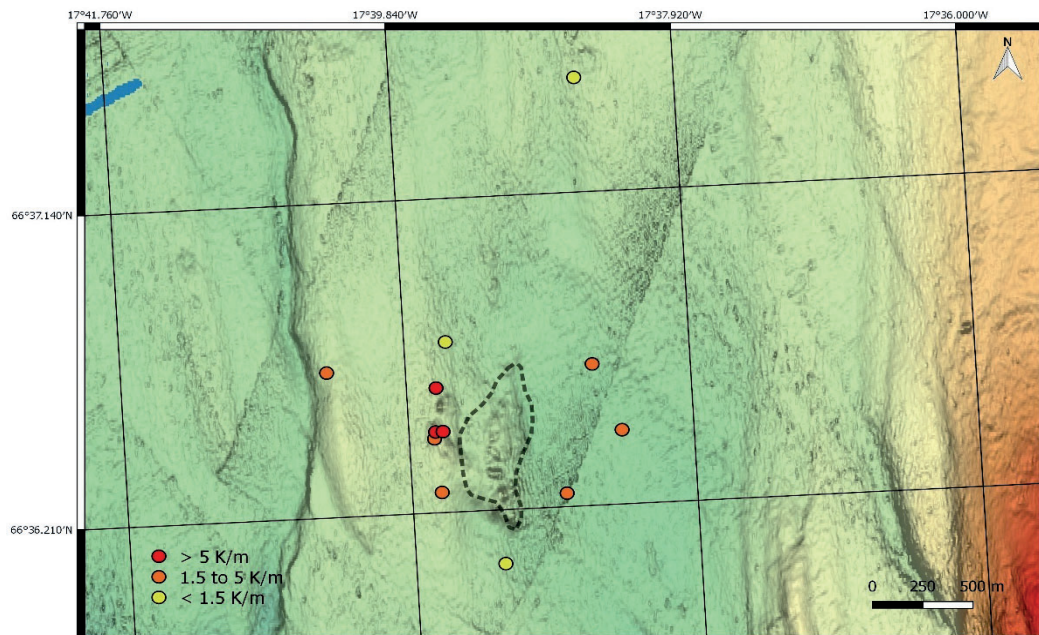 17°41.760"W 17°39.840"W 17°37.920"W 17°36.000"W
N
66°37.140"N
66°36.210"N
> 5 K/m
1.5 to 5 K/m
< 1.5 K/m
0 250 500 m